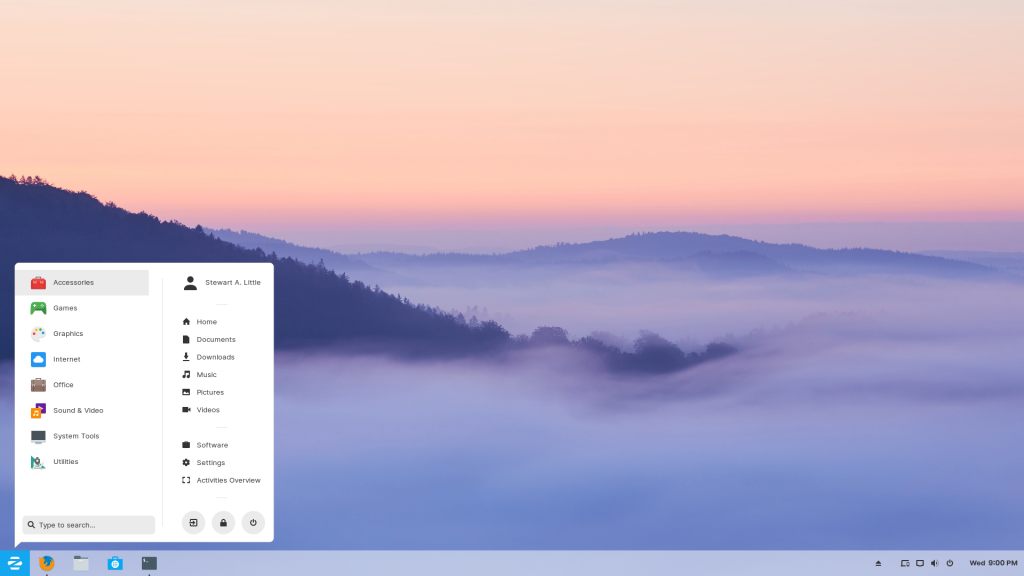 Accessories
Games
Graphics
Internet
Office
Sound & Video
System Tools
Utilities
Type to search...
Stewart A. Little
Home
Documents
Downloads
Music
Pictures
Videos
Software
Settings
Activities Overview
Wed 9:00 PM